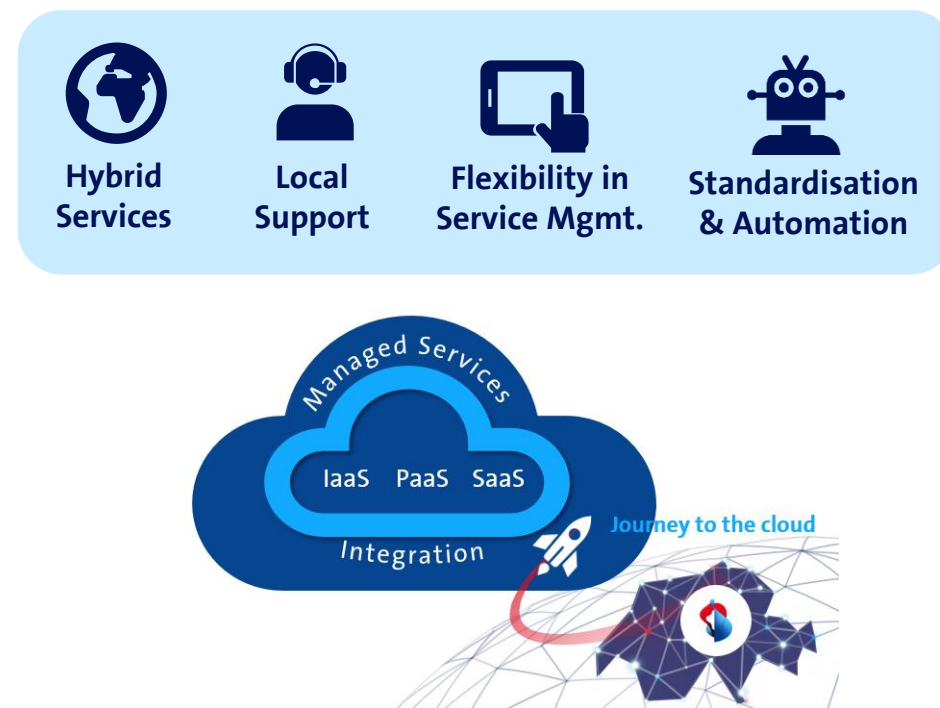 Hybrid
Services
Local
Support
Flexibility in
Service Mgmt.
Standardisation
& Automation
Managed Services
IaaS PaaS SaaS
Integration
Journey to the cloud